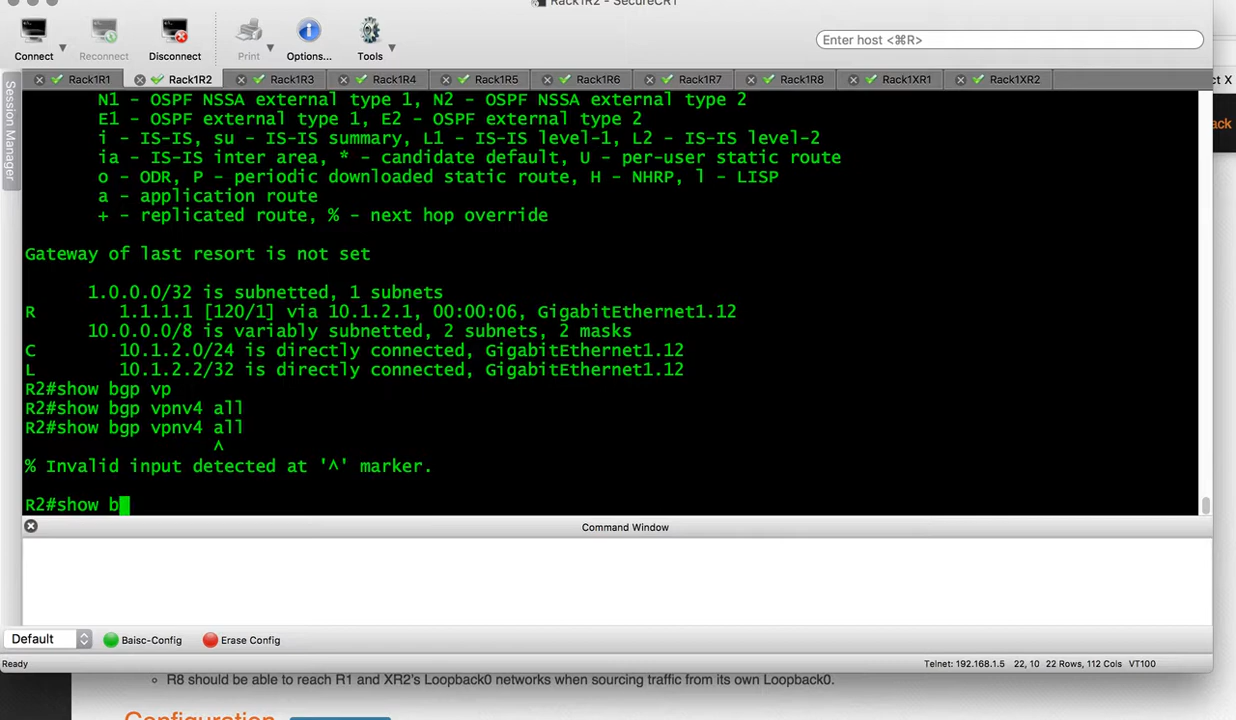 Rack1R2 - SecureCRT
Enter host <⌘R>
Connect
Reconnect
Disconnect
Print
Options...
Tools
Rack1R1
Rack1R2
Rack1R3
Rack1R4
Rack1R5
Rack1R6
Rack1R7
Rack1R8
Rack1XR1
Rack1XR2
ct X
ack
Session Manager
N1 - OSPF NSSA external type 1, N2 - OSPF NSSA external type 2
E1 - OSPF external type 1, E2 - OSPF external type 2
i - IS-IS, su - IS-IS summary, L1 - IS-IS level-1, L2 - IS-IS level-2
ia - IS-IS inter area, * - candidate default, U - per-user static route
o - ODR, P - periodic downloaded static route, H - NHRP, l - LISP
a - application route
+ - replicated route, % - next hop override
Gateway of last resort is not set
1.0.0.0/32 is subnetted, 1 subnets
R 1.1.1.1 [120/1] via 10.1.2.1, 00:00:06, GigabitEthernet1.12
10.0.0.0/8 is variably subnetted, 2 subnets, 2 masks
C 10.1.2.0/24 is directly connected, GigabitEthernet1.12
L 10.1.2.2/32 is directly connected, GigabitEthernet1.12
R2#show bgp vp
R2#show bgp vpnv4 all
R2#show bgp vpnv4 all
^
% Invalid input detected at '^' marker.
R2#show b
Command Window
Default
Baisc-Config
Erase Config
Ready
Telnet: 192.168.1.5 22, 10 22 Rows, 112 Cols VT100
R8 should be able to reach R1 and XR2's Loopback0 networks when sourcing traffic from its own Loopback0.
Configuration